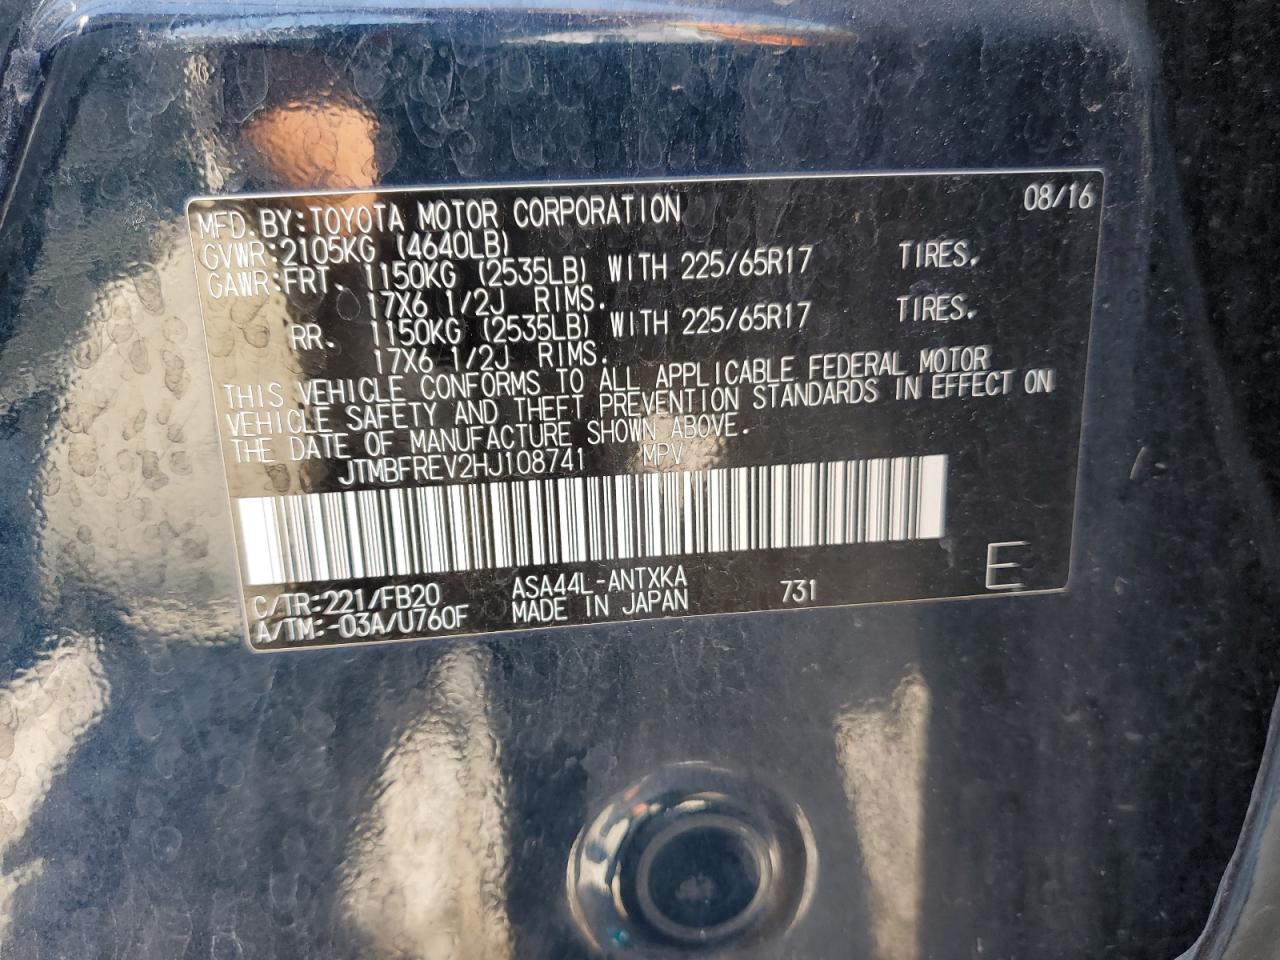 MFD.BY:TOYOTA MOTOR CORPORATION 08/16
GVWR:2105KG (4640LB)
GAWR:FRT. 1150KG (2535LB) WITH 225/65R17 TIRES.
17X6 1/2J RIMS.
RR. 1150KG (2535LB) WITH 225/65R17 TIRES.
17X6 1/2J RIMS.
THIS VEHICLE CONFORMS TO ALL APPLICABLE FEDERAL MOTOR
VEHICLE SAFETY AND THEFT PREVENTION STANDARDS IN EFFECT ON
THE DATE OF MANUFACTURE SHOWN ABOVE.
JTMBFREV2HJ108741 MPV
C/TR:221/FB20 ASA44L-ANTXKA 731 E
A/TM:-03A/U760F MADE IN JAPAN